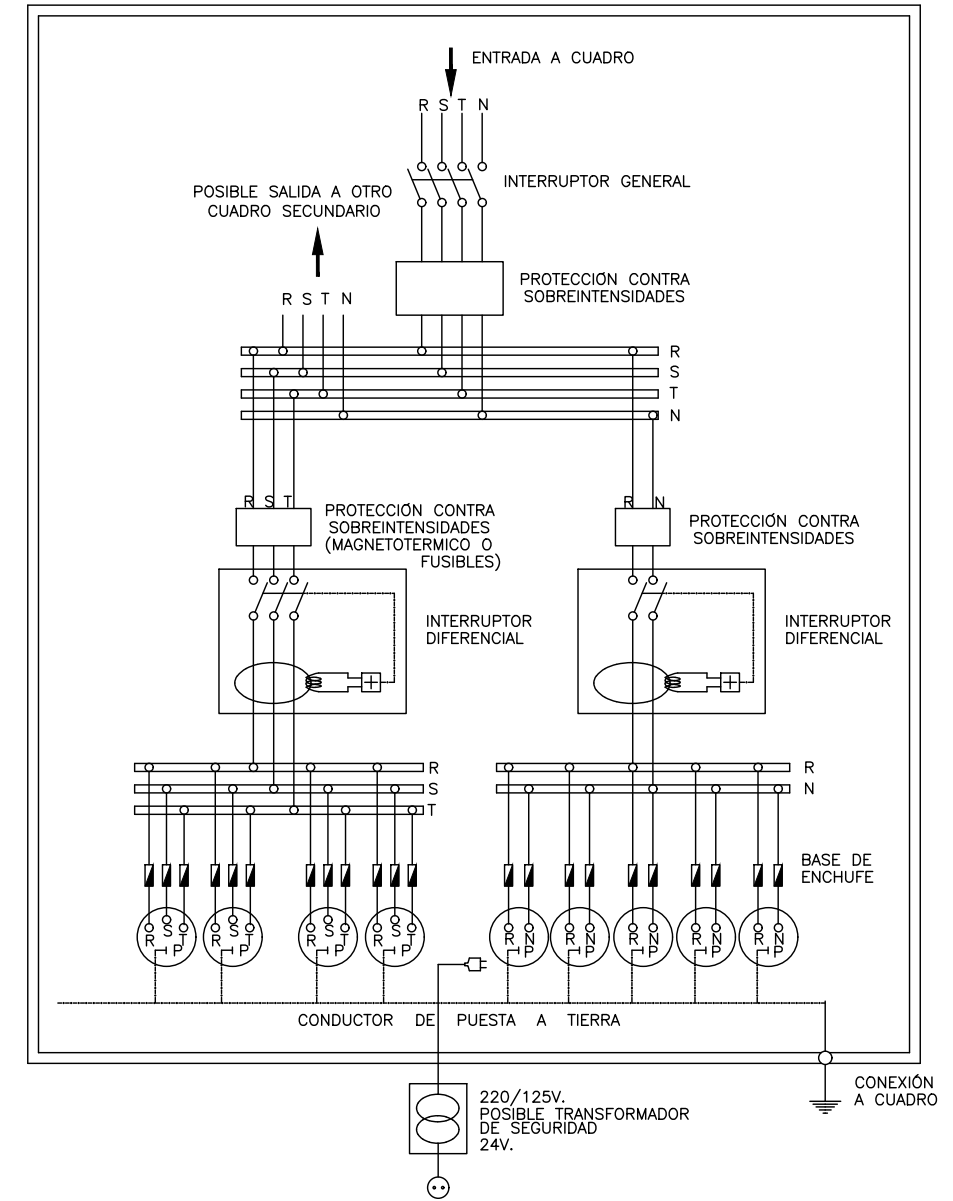 ENTRADA A CUADRO
R S T N
INTERRUPTOR GENERAL
POSIBLE SALIDA A OTRO
CUADRO SECUNDARIO
PROTECCIÓN CONTRA
SOBREINTENSIDADES
R S T N
R
S
T
N
R S T
PROTECCIÓN CONTRA
SOBREINTENSIDADES
(MAGNETOTERMICO O
FUSIBLES)
R N
PROTECCIÓN CONTRA
SOBREINTENSIDADES
INTERRUPTOR
DIFERENCIAL
INTERRUPTOR
DIFERENCIAL
R
S
T
R
N
BASE DE
ENCHUFE
R S T P
R S T P
R S T P
R S T P
R N P
R N P
R N P
R N P
R N P
CONDUCTOR DE PUESTA A TIERRA
CONEXIÓN
A CUADRO
220/125V.
POSIBLE TRANSFORMADOR
DE SEGURIDAD
24V.